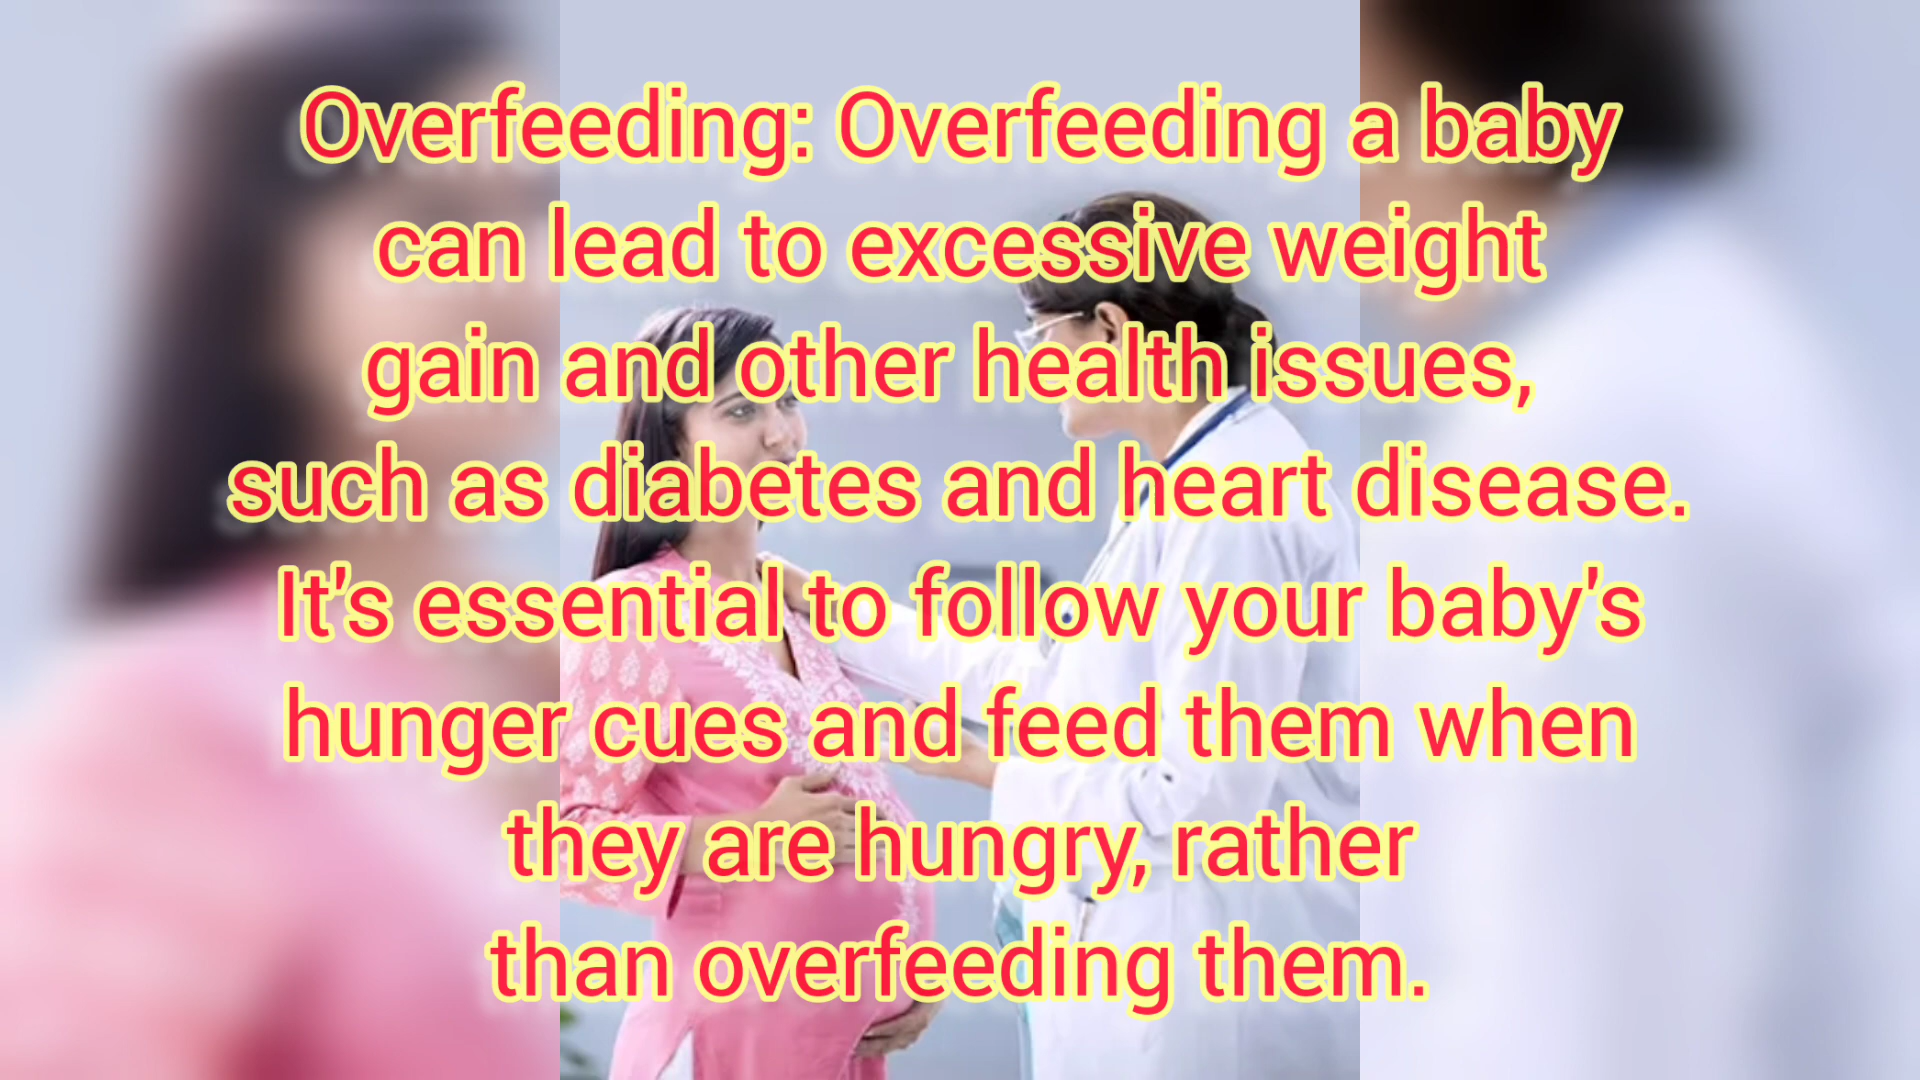 Overfeeding: Overfeeding a baby
can lead to excessive weight
gain and other health issues,
such as diabetes and heart disease.
It's essential to follow your baby's
hunger cues and feed them when
they are hungry, rather
than overfeeding them.